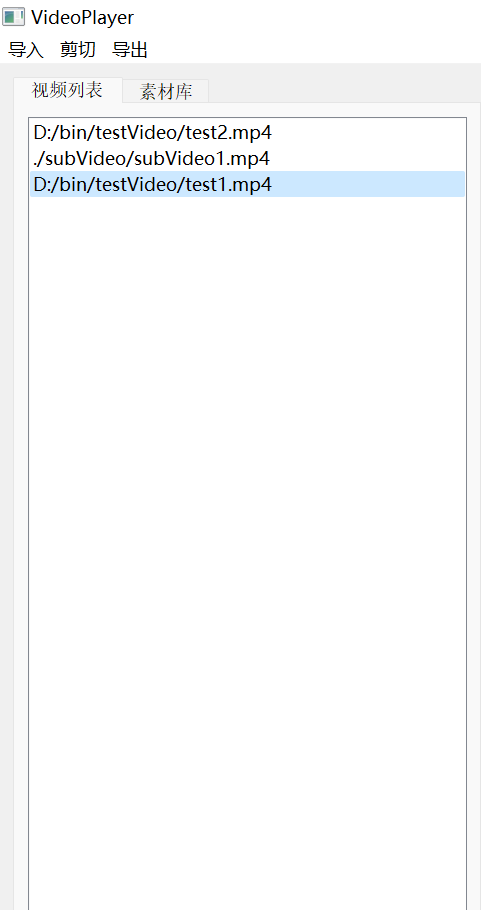 VideoPlayer
导入 剪切 导出
视频列表 素材库
D:/bin/testVideo/test2.mp4
./subVideo/subVideo1.mp4
D:/bin/testVideo/test1.mp4